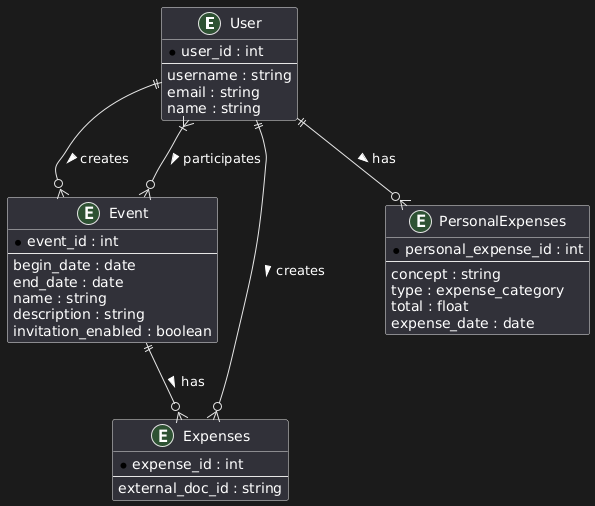 E User
* user_id : int
username : string
email : string
name : string
creates
participates
has
E Event
* event_id : int
begin_date : date
end_date : date
name : string
description : string
invitation_enabled : boolean
E PersonalExpenses
* personal_expense_id : int
concept : string
type : expense_category
total : float
expense_date : date
creates
has
E Expenses
* expense_id : int
external_doc_id : string